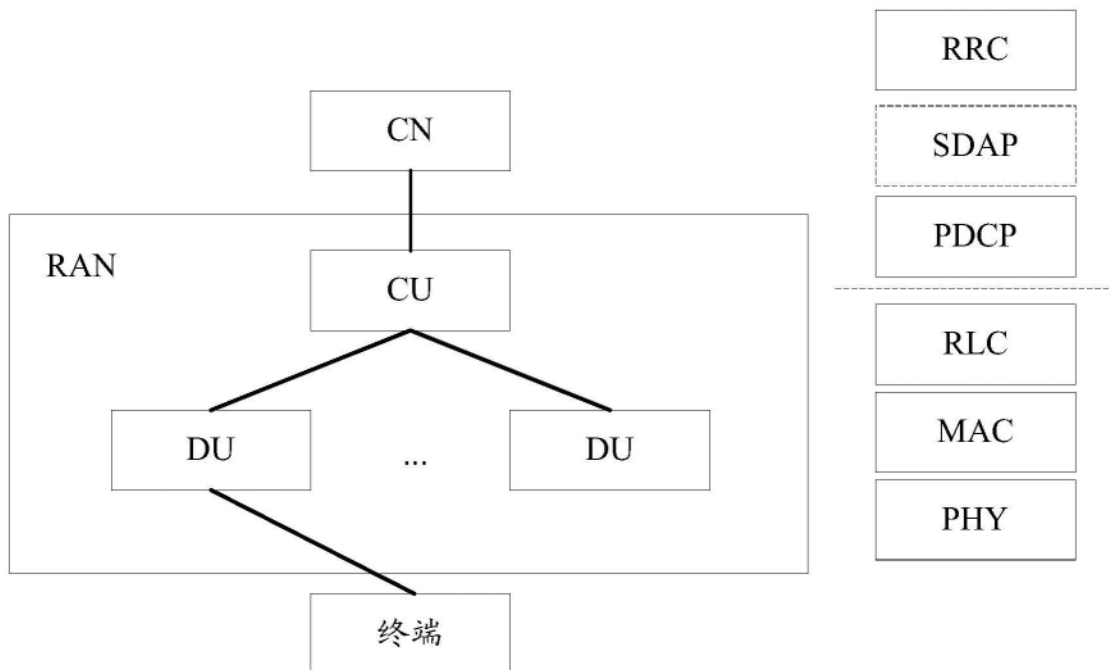 CN
RAN
CU
DU
...
DU
终端
RRC
SDAP
PDCP
RLC
MAC
PHY